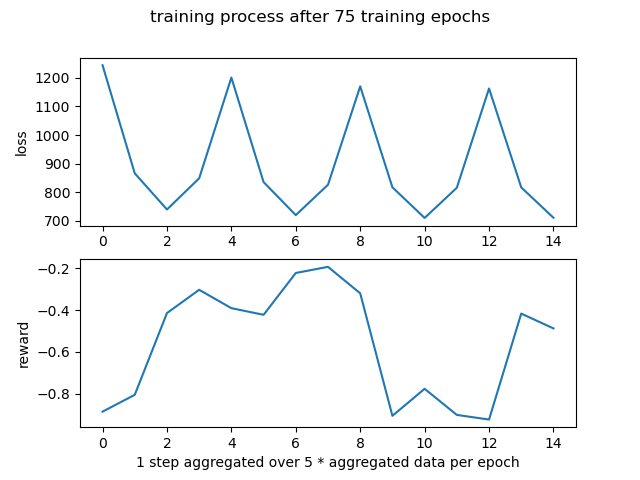 training process after 75 training epochs
1200
1100
1000
900
800
700
loss
0 2 4 6 8 10 12 14
−0.2
−0.4
−0.6
−0.8
reward
0 2 4 6 8 10 12 14
1 step aggregated over 5 * aggregated data per epoch